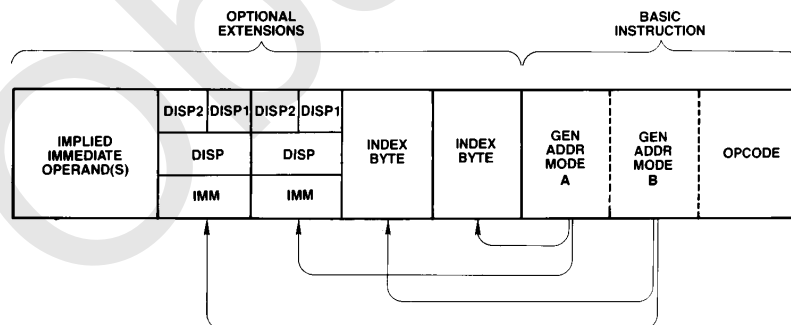 OPTIONAL
EXTENSIONS
BASIC
INSTRUCTION
IMPLIED
IMMEDIATE
OPERAND(S)
DISP2 DISP1 DISP2 DISP1
DISP DISP
IMM IMM
INDEX
BYTE
INDEX
BYTE
GEN
ADDR
MODE
A
GEN
ADDR
MODE
B
OPCODE